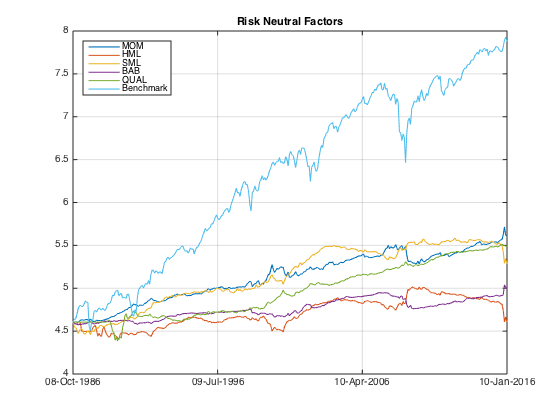 Risk Neutral Factors
8
7.5
7
6.5
6
5.5
5
4.5
4
MOM
HML
SML
BAB
QUAL
Benchmark
08-Oct-1986
09-Jul-1996
10-Apr-2006
10-Jan-2016